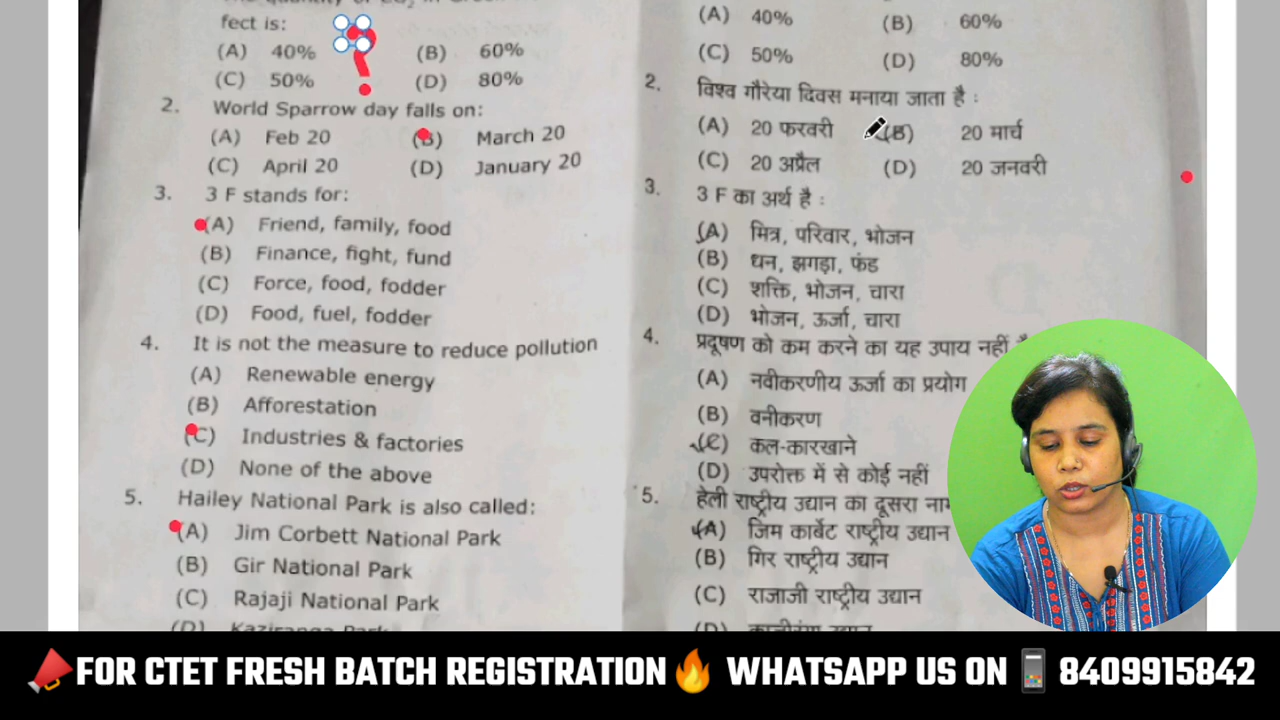 fect is:
(A) 40% (B) 60%
(C) 50% (D) 80%
2. World Sparrow day falls on:
(A) Feb 20 (B) March 20
(C) April 20 (D) January 20
3. 3 F stands for:
(A) Friend, family, food
(B) Finance, fight, fund
(C) Force, food, fodder
(D) Food, fuel, fodder
4. It is not the measure to reduce pollution
(A) Renewable energy
(B) Afforestation
(C) Industries & factories
(D) None of the above
5. Hailey National Park is also called:
(A) Jim Corbett National Park
(B) Gir National Park
(C) Rajaji National Park
(D) Kaziranga Park
(A) 40% (B) 60%
(C) 50% (D) 80%
2. विश्व गौरेया दिवस मनाया जाता है :
(A) 20 फरवरी (B) 20 मार्च
(C) 20 अप्रैल (D) 20 जनवरी
3. 3 F का अर्थ है :
(A) मित्र, परिवार, भोजन
(B) धन, झगड़ा, फंड
(C) शक्ति, भोजन, चारा
(D) भोजन, ऊर्जा, चारा
4. प्रदूषण को कम करने का यह उपाय नहीं
(A) नवीकरणीय ऊर्जा का प्रयोग
(B) वनीकरण
(C) कल-कारखाने
(D) उपरोक्त में से कोई नहीं
5. हेली राष्ट्रीय उद्यान का दूसरा
(A) जिम कार्बेट राष्ट्रीय उद्यान
(B) गिर राष्ट्रीय उद्यान
(C) राजाजी राष्ट्रीय उद्यान
FOR CTET FRESH BATCH REGISTRATION WHATSAPP US ON 8409915842